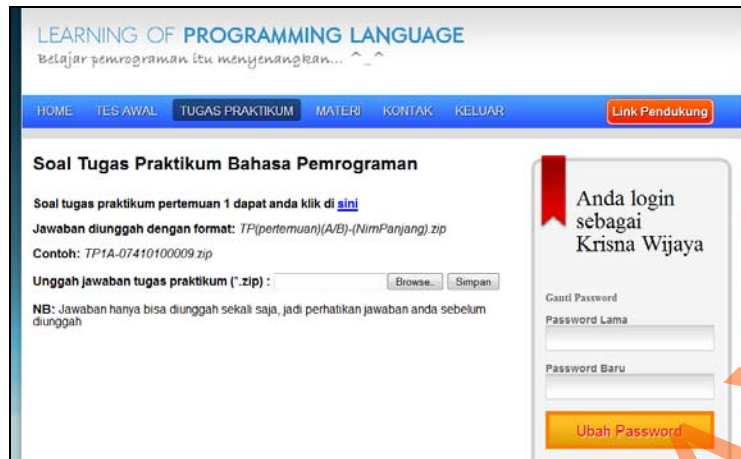 LEARNING OF PROGRAMMING LANGUAGE
Belajar pemrograman itu menyenangkan... ^_^
HOME TES AWAL TUGAS PRAKTIKUM MATERI KONTAK KELUAR Link Pendukung
Soal Tugas Praktikum Bahasa Pemrograman
Soal tugas praktikum pertemuan 1 dapat anda klik di sini
Jawaban diunggah dengan format: TP(pertemuan)(A/B)-(NimPanjang).zip
Contoh: TP1A-07410100009.zip
Unggah jawaban tugas praktikum (*.zip) : Browse.. Simpan
NB: Jawaban hanya bisa diunggah sekali saja, jadi perhatikan jawaban anda sebelum
diunggah
Anda login
sebagai
Krisna Wijaya
Ganti Password
Password Lama
Password Baru
Ubah Password